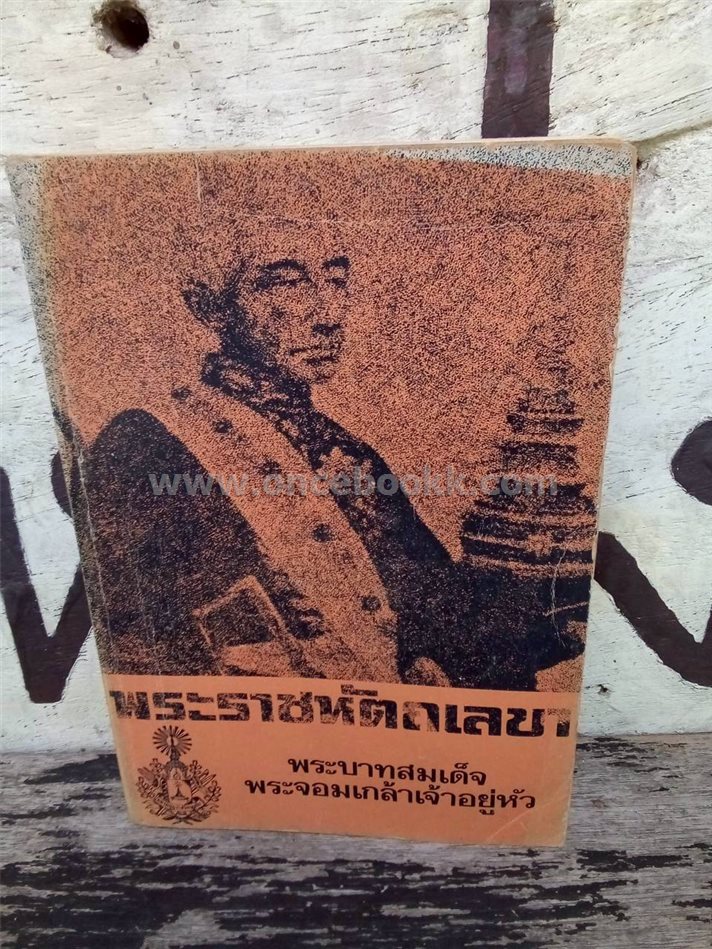 www.oncebookk.com
พระราชหัตถเลขา
พระบาทสมเด็จ
พระจอมเกล้าเจ้าอยู่หัว